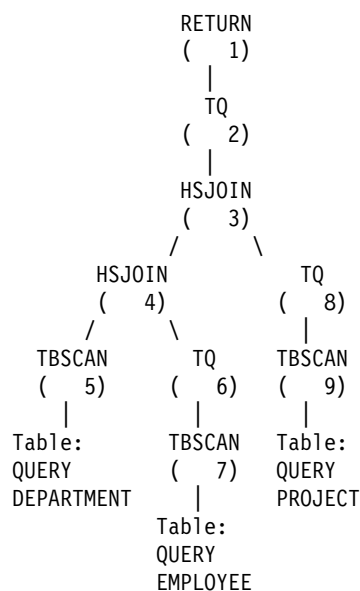 RETURN
( 1)
|
TQ
( 2)
|
HSJOIN
( 3)
/ \
HSJOIN TQ
( 4) ( 8)
/ \ |
TBSCAN TQ TBSCAN
( 5) ( 6) ( 9)
| | |
Table: TBSCAN Table:
QUERY ( 7) QUERY
DEPARTMENT | PROJECT
Table:
QUERY
EMPLOYEE